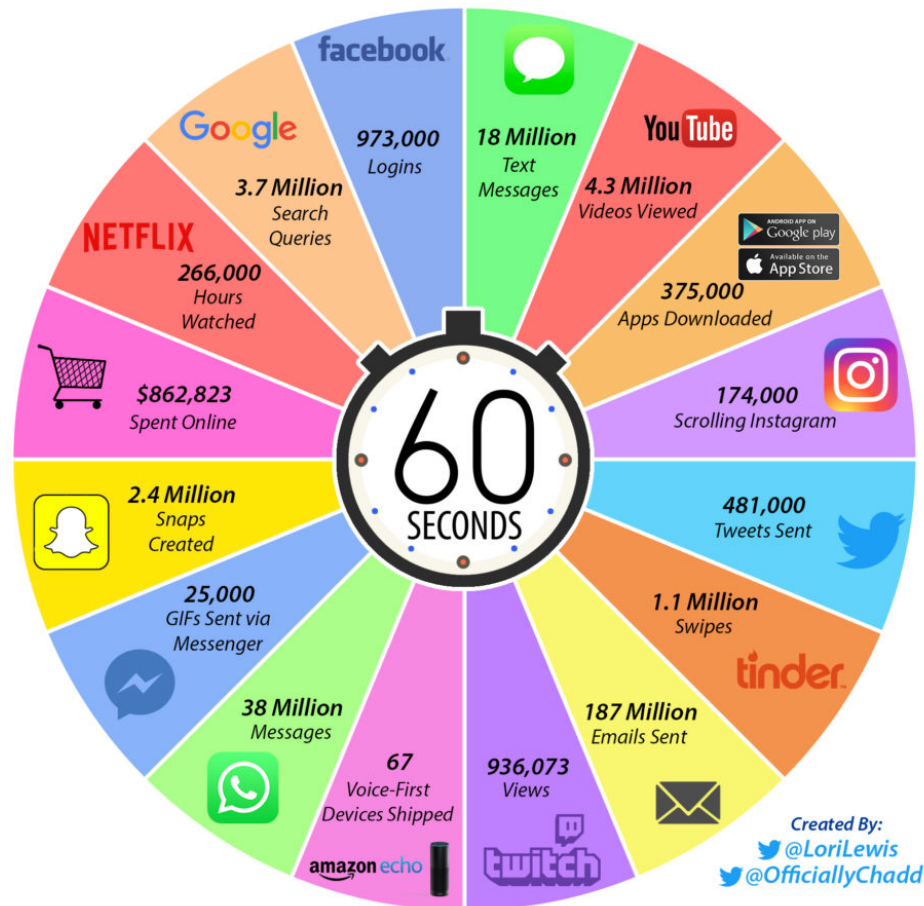 facebook
973,000
Logins
18 Million
Text
Messages
YouTube
4.3 Million
Videos Viewed
ANDROID APP ON
Google play
Available on the
App Store
375,000
Apps Downloaded
174,000
Scrolling Instagram
481,000
Tweets Sent
1.1 Million
Swipes
tinder
187 Million
Emails Sent
936,073
Views
twitch
67
Voice-First
Devices Shipped
amazon echo
38 Million
Messages
25,000
GIFs Sent via
Messenger
2.4 Million
Snaps
Created
$862,823
Spent Online
NETFLIX
266,000
Hours
Watched
Google
3.7 Million
Search
Queries
60
SECONDS
Created By:
@LoriLewis
@OfficiallyChadd